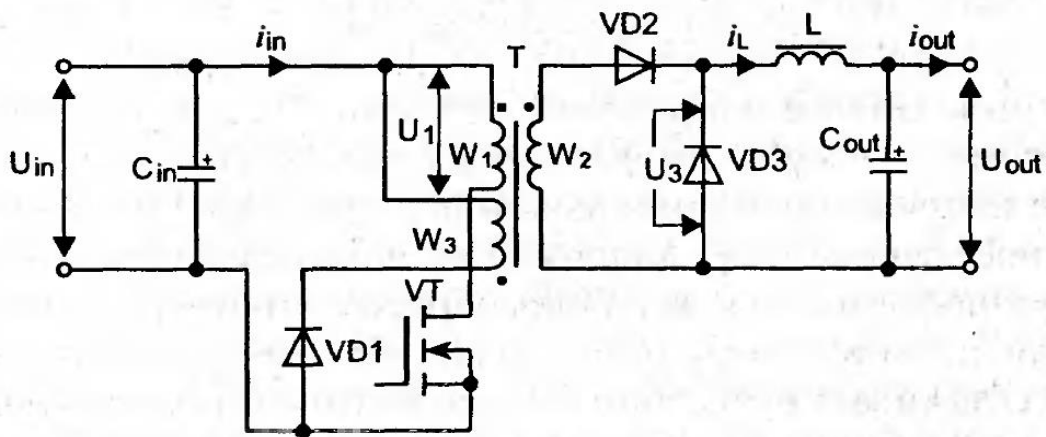 i_in T VD2 i_L L i_out
U_in C_in + U_1 W_1 W_2 U_3 VD3 C_out + U_out
W_3
VT
VD1